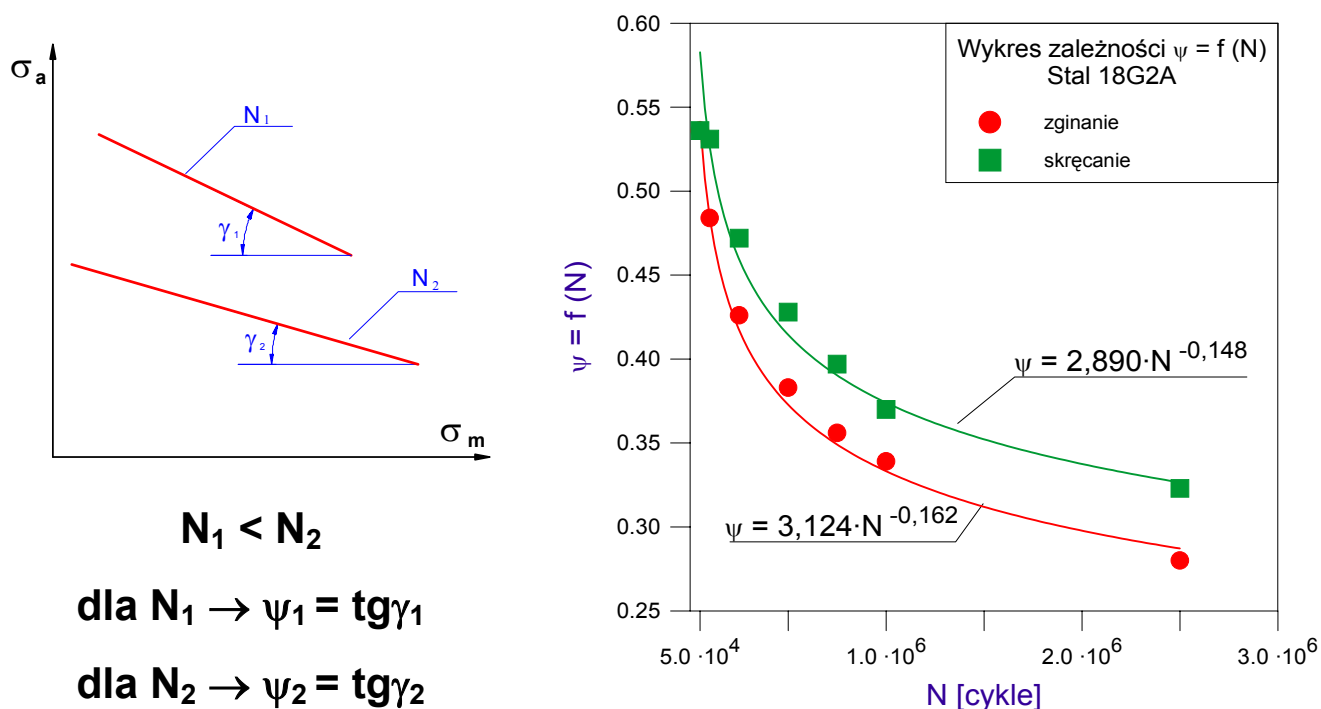 σa
N1
γ1
N2
γ2
σm
N1 < N2
dla N1 → ψ1 = tgγ1
dla N2 → ψ2 = tgγ2
Wykres zależności ψ = f (N)
Stal 18G2A
zginanie
skręcanie
ψ = f (N)
0.60
0.55
0.50
0.45
0.40
0.35
0.30
0.25
ψ = 2,890·N -0,148
ψ = 3,124·N -0,162
5.0 ·10 4
1.0 ·10 6
2.0 ·10 6
3.0 ·10 6
N [cykle]